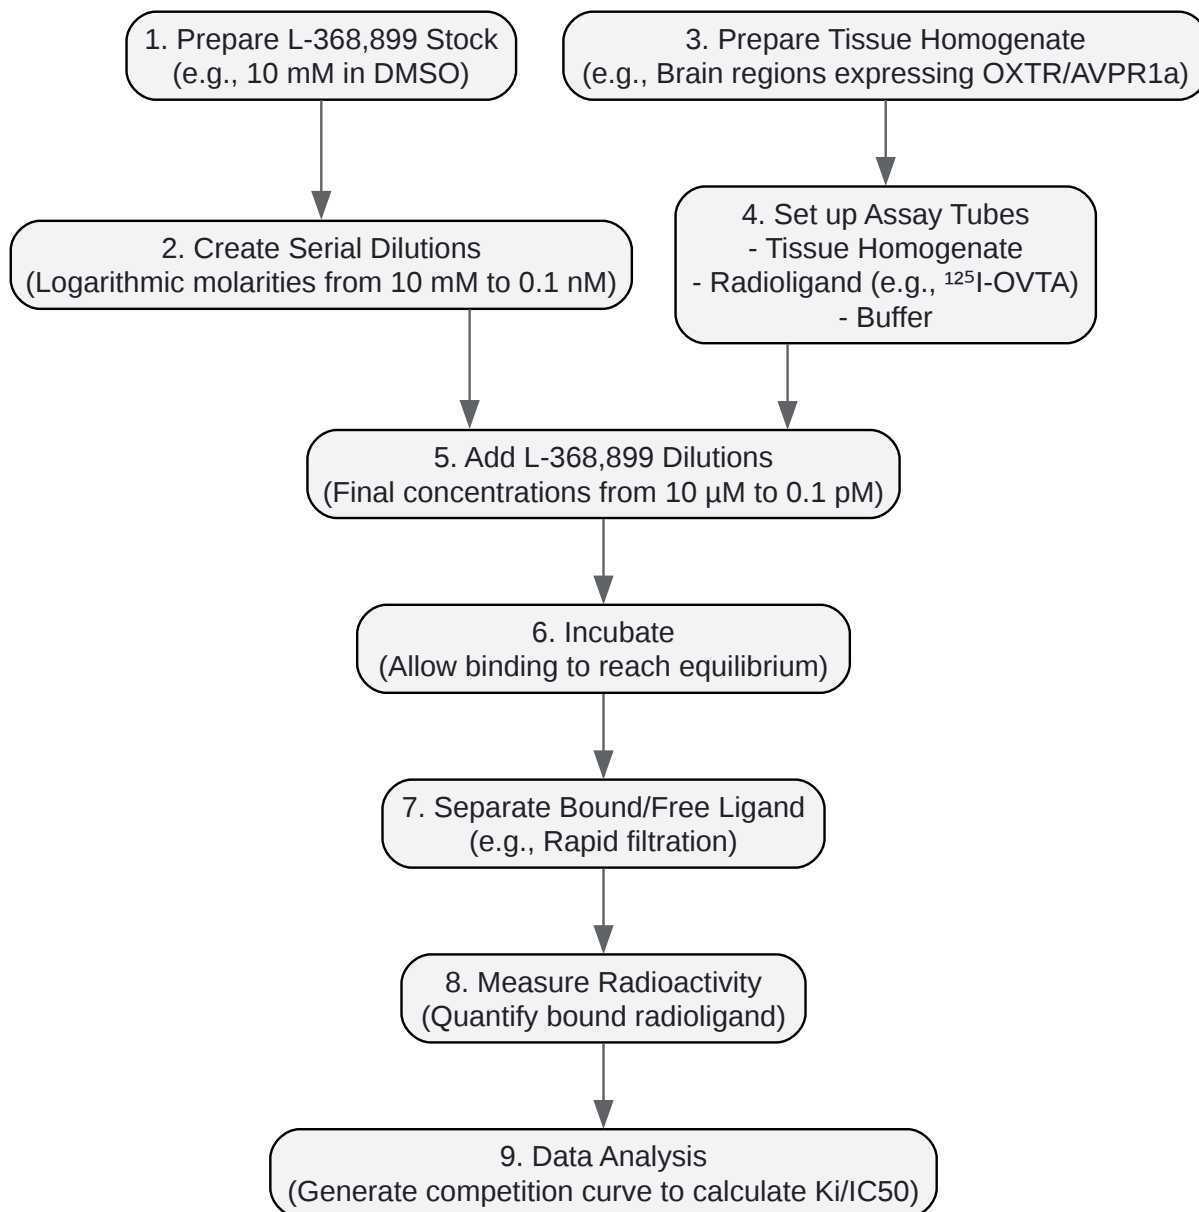 1. Prepare L-368,899 Stock
(e.g., 10 mM in DMSO)
3. Prepare Tissue Homogenate
(e.g., Brain regions expressing OXTR/AVPR1a)
2. Create Serial Dilutions
(Logarithmic molarities from 10 mM to 0.1 nM)
4. Set up Assay Tubes
- Tissue Homogenate
- Radioligand (e.g., ¹²⁵I-OVTA)
- Buffer
5. Add L-368,899 Dilutions
(Final concentrations from 10 µM to 0.1 pM)
6. Incubate
(Allow binding to reach equilibrium)
7. Separate Bound/Free Ligand
(e.g., Rapid filtration)
8. Measure Radioactivity
(Quantify bound radioligand)
9. Data Analysis
(Generate competition curve to calculate Ki/IC50)